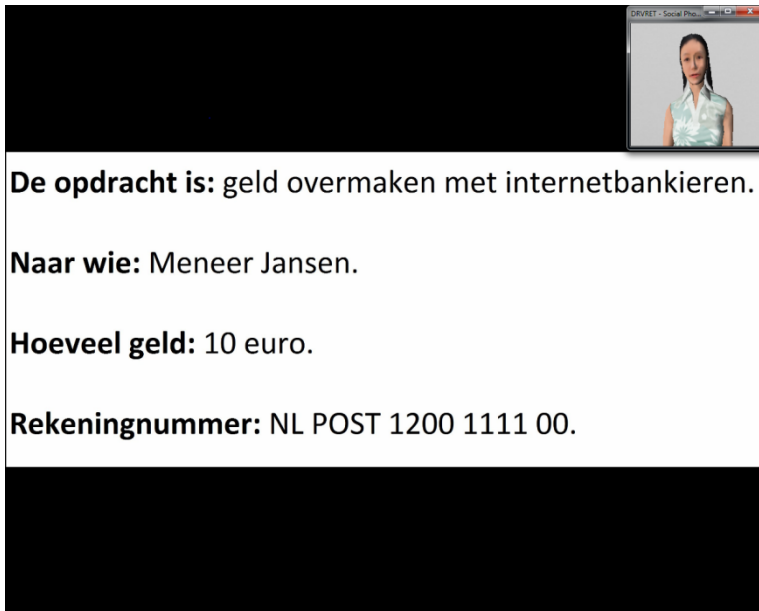 DRVRET - Social Pho...
De opdracht is: geld overmaken met internetbankieren.
Naar wie: Meneer Jansen.
Hoeveel geld: 10 euro.
Rekeningnummer: NL POST 1200 1111 00.